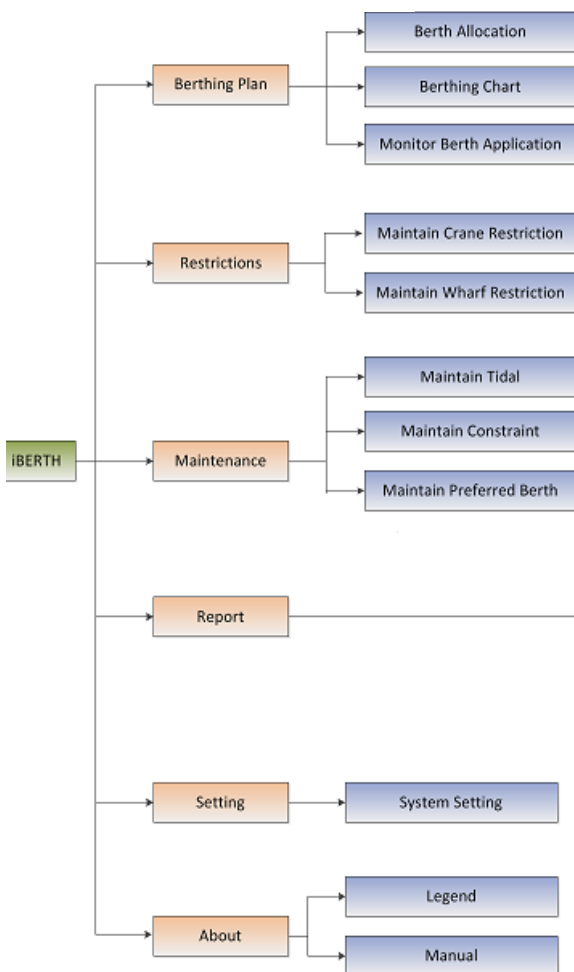 Berth Allocation
Berthing Plan
Berthing Chart
Monitor Berth Application
Maintain Crane Restriction
Restrictions
Maintain Wharf Restriction
Maintain Tidal
Maintain Constraint
iBERTH
Maintenance
Maintain Preferred Berth
Report
Setting
System Setting
Legend
About
Manual